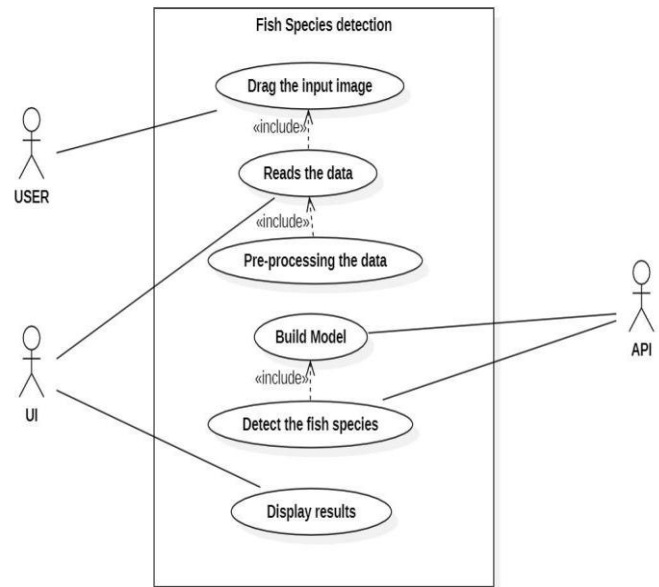 Fish Species detection
Drag the input image
«include»
Reads the data
«include»
Pre-processing the data
Build Model
«include»
Detect the fish species
Display results
USER
UI
API